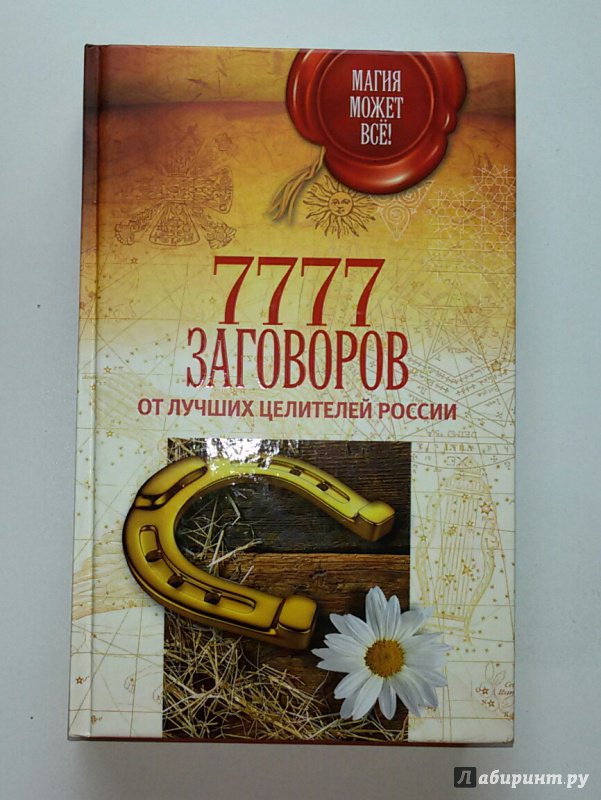 МАГИЯ
МОЖЕТ
ВСЁ!
7777
ЗАГОВОРОВ
ОТ ЛУЧШИХ ЦЕЛИТЕЛЕЙ РОССИИ
Лабиринт.ру